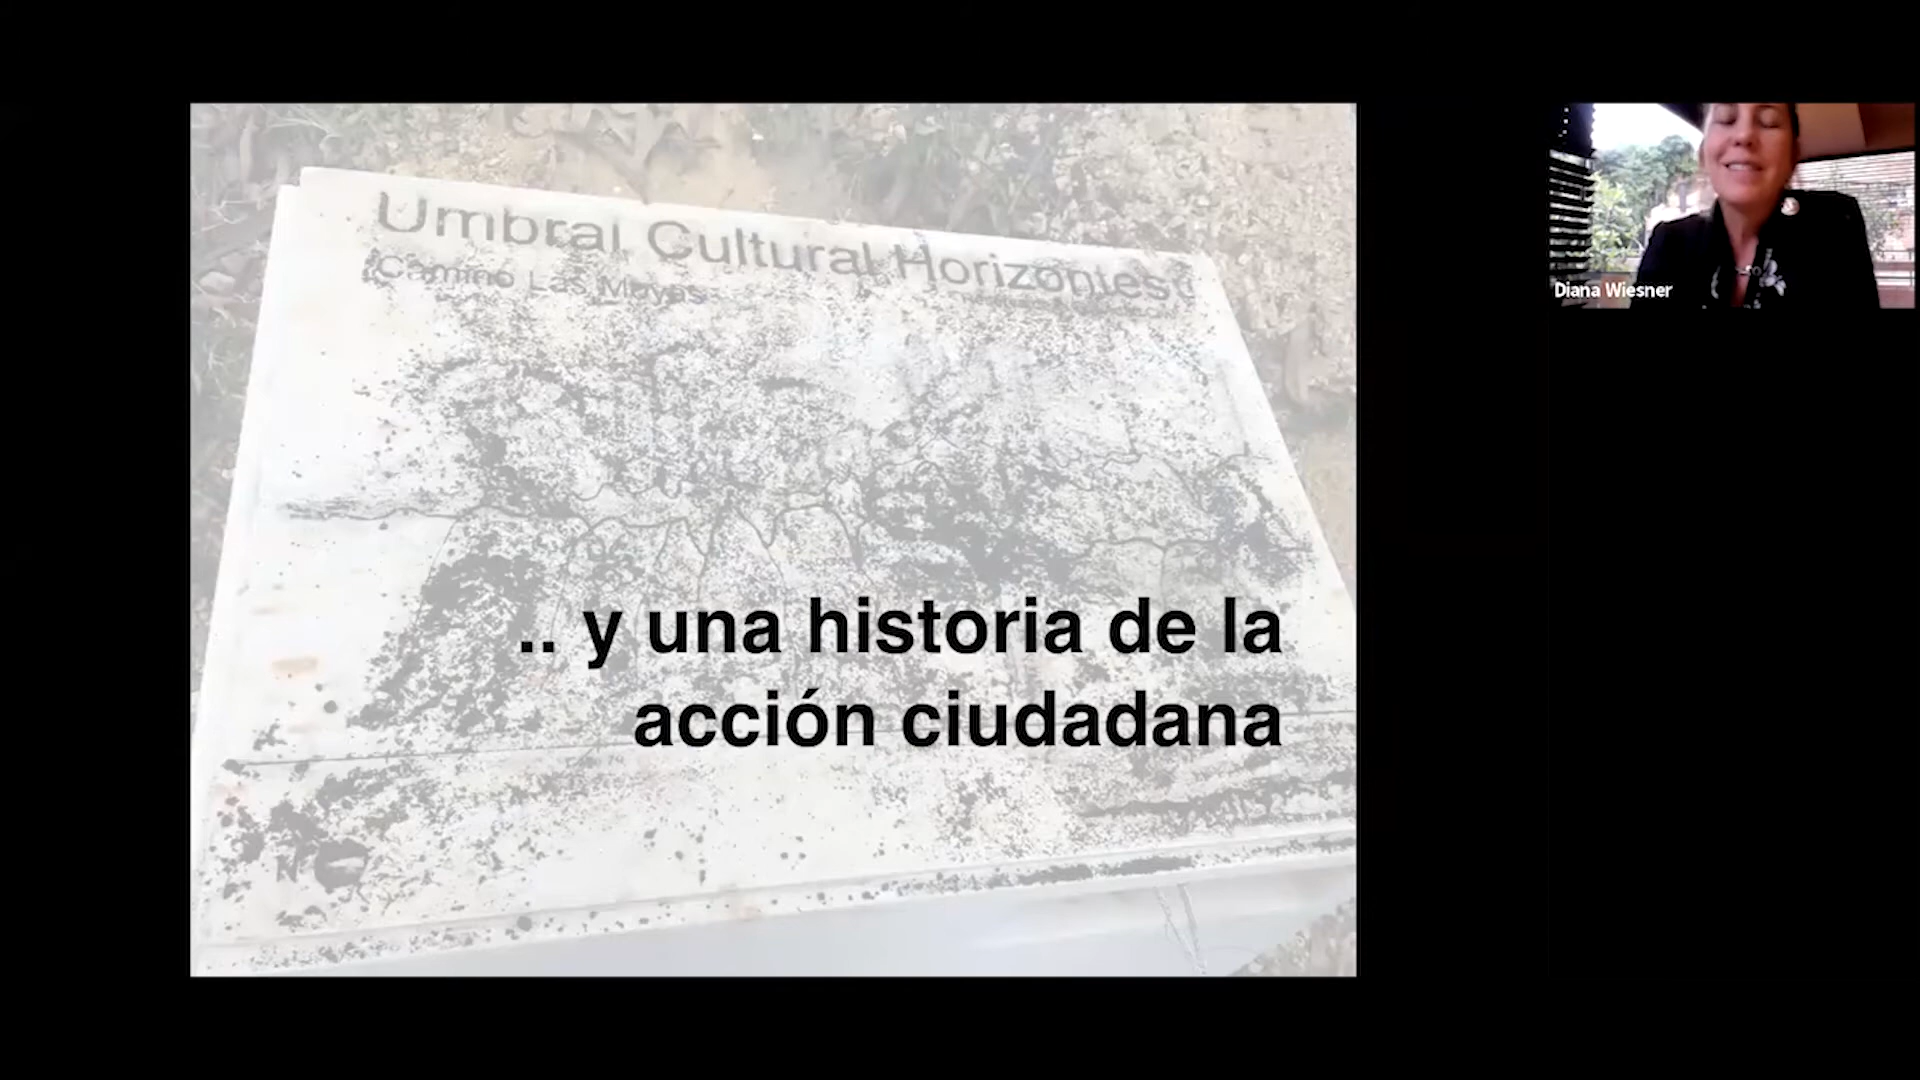 Umbral Cultural Horizontes
Camino Las Moyas
.. y una historia de la
acción ciudadana
Diana Wiesner